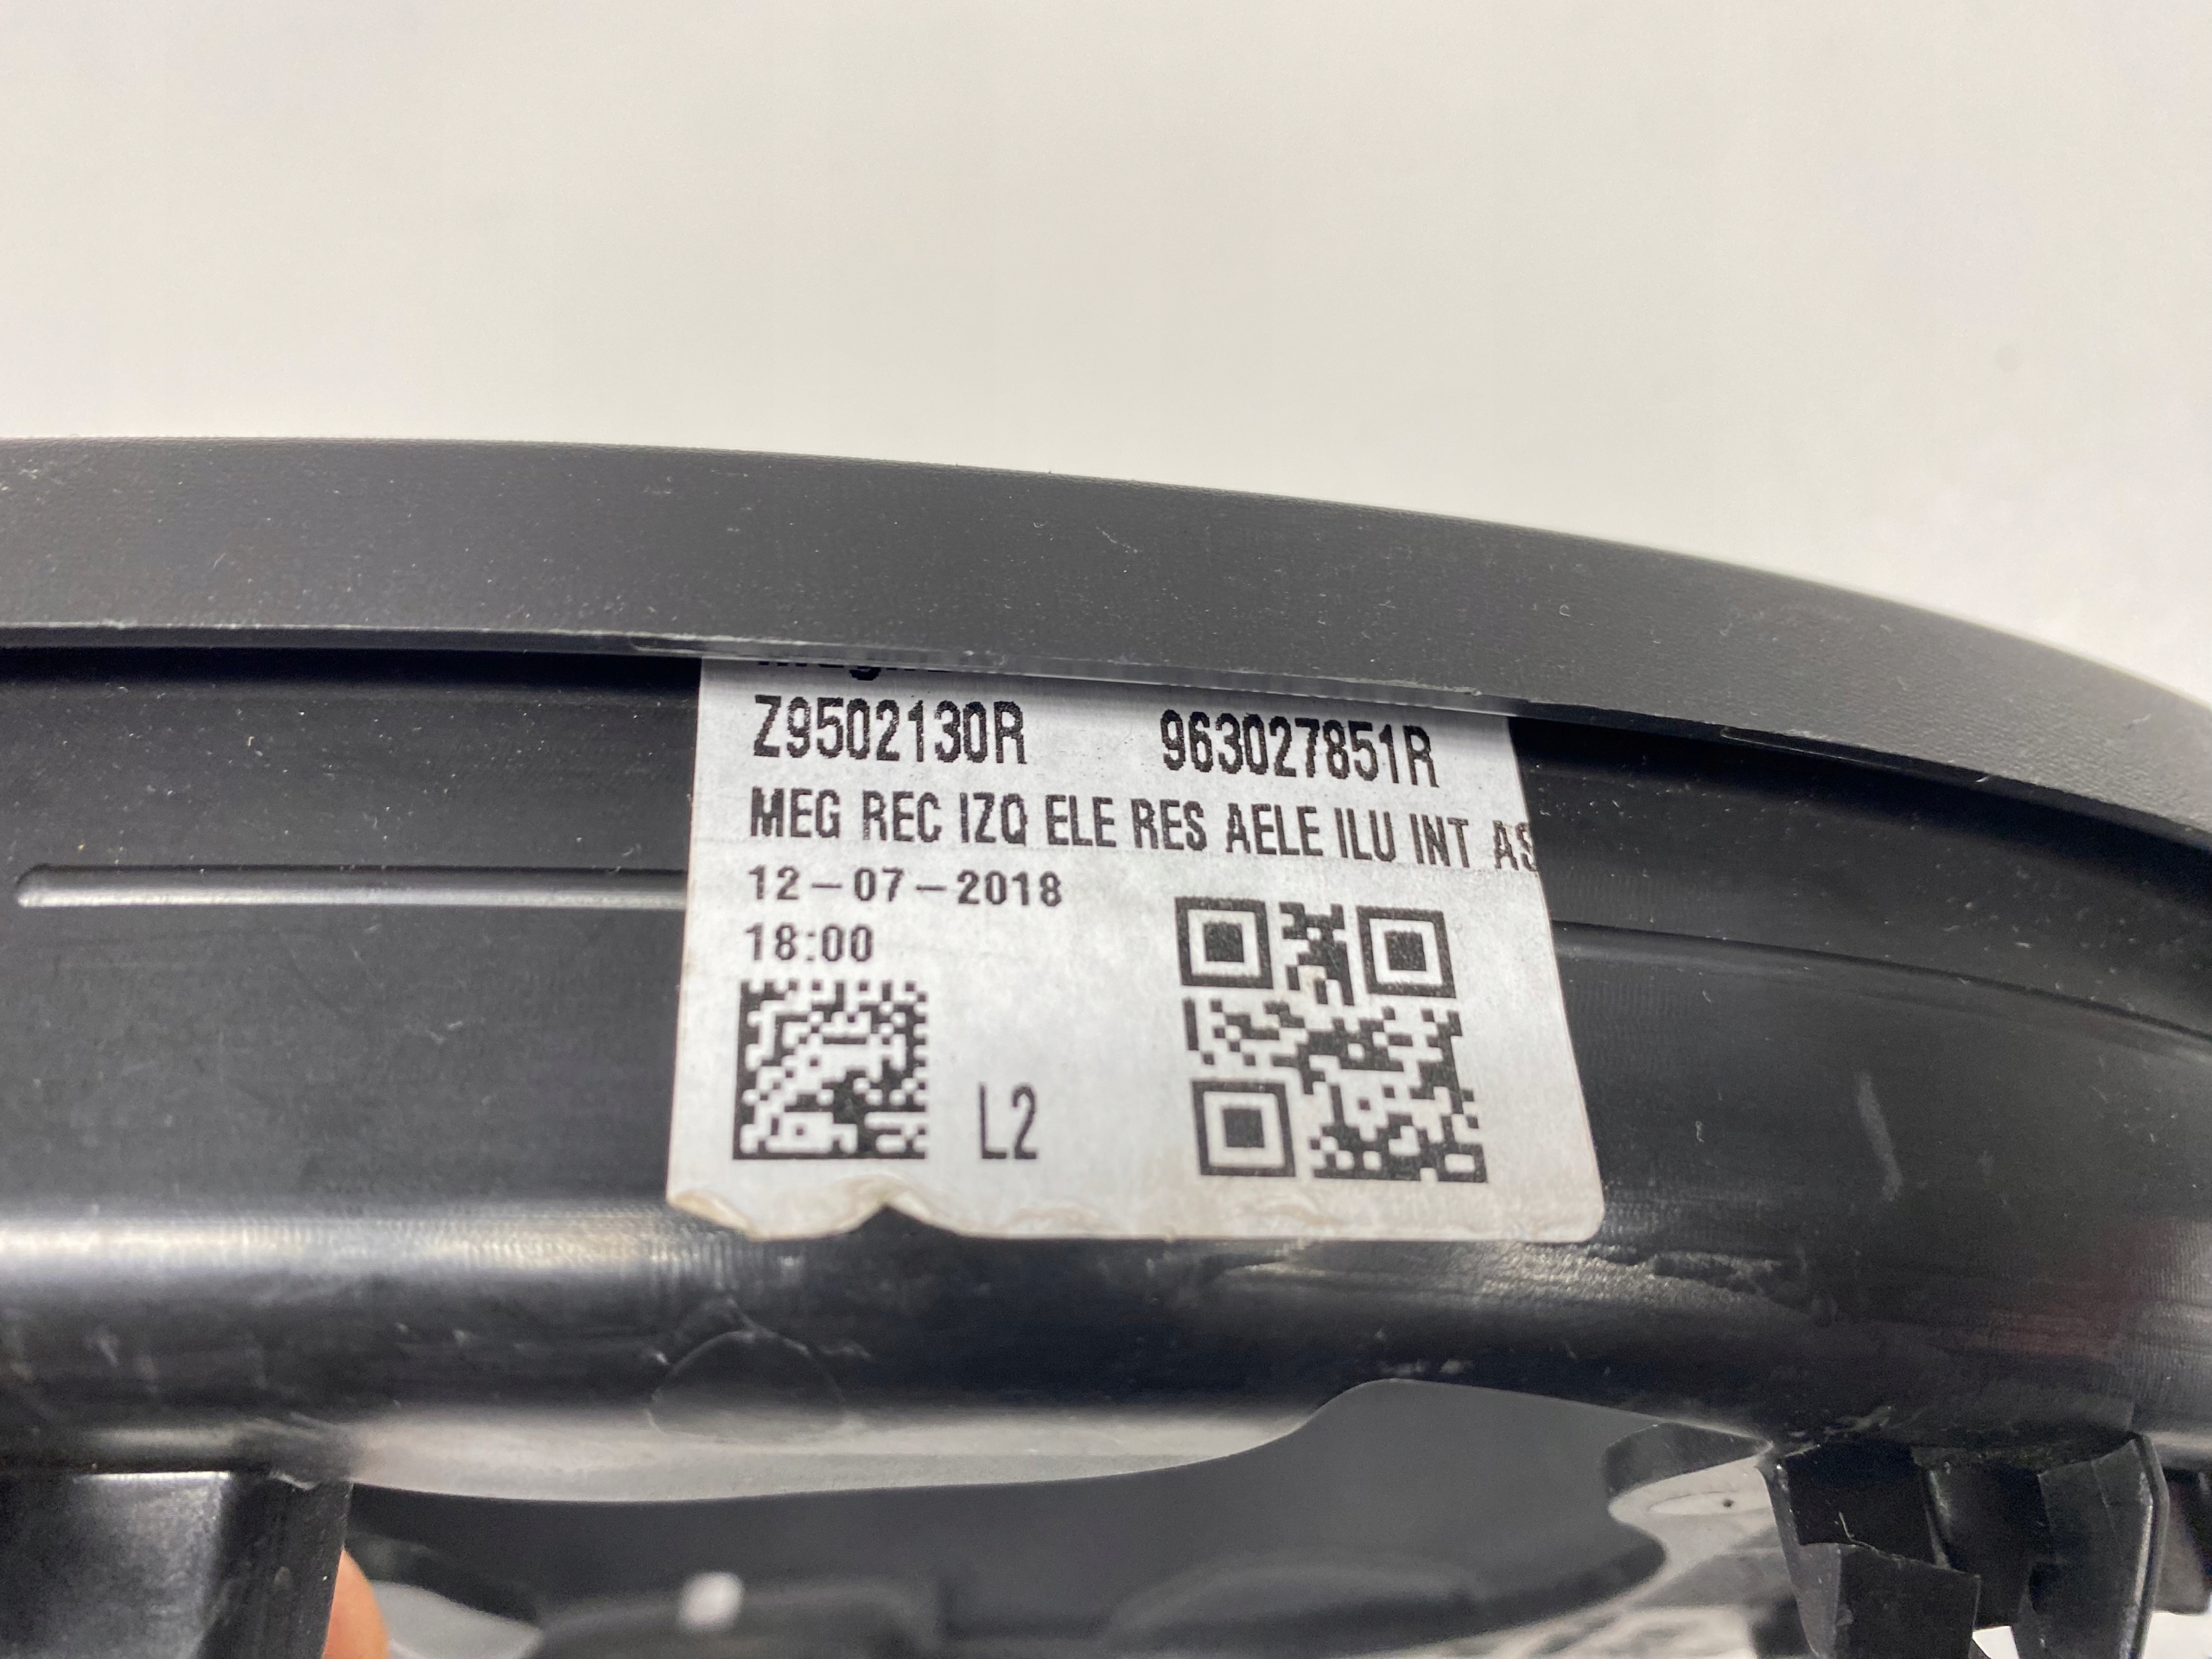 Z9502130R 963027851R
MEG REC IZQ ELE RES AELE ILU INT AS
12-07-2018
18:00
L2